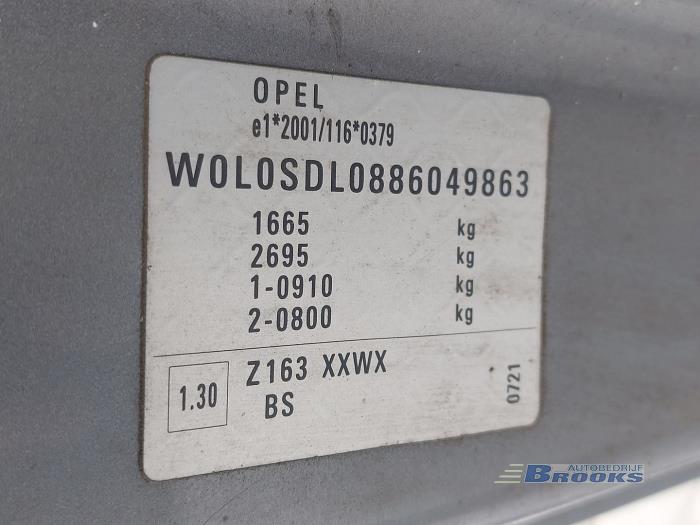 OPEL
e1*2001/116*0379
W0L0SDL0886049863
1665 kg
2695 kg
1-0910 kg
2-0800 kg
1.30 Z163 XXWX
BS
0721
AUTOBEDRIJF
BROOKS